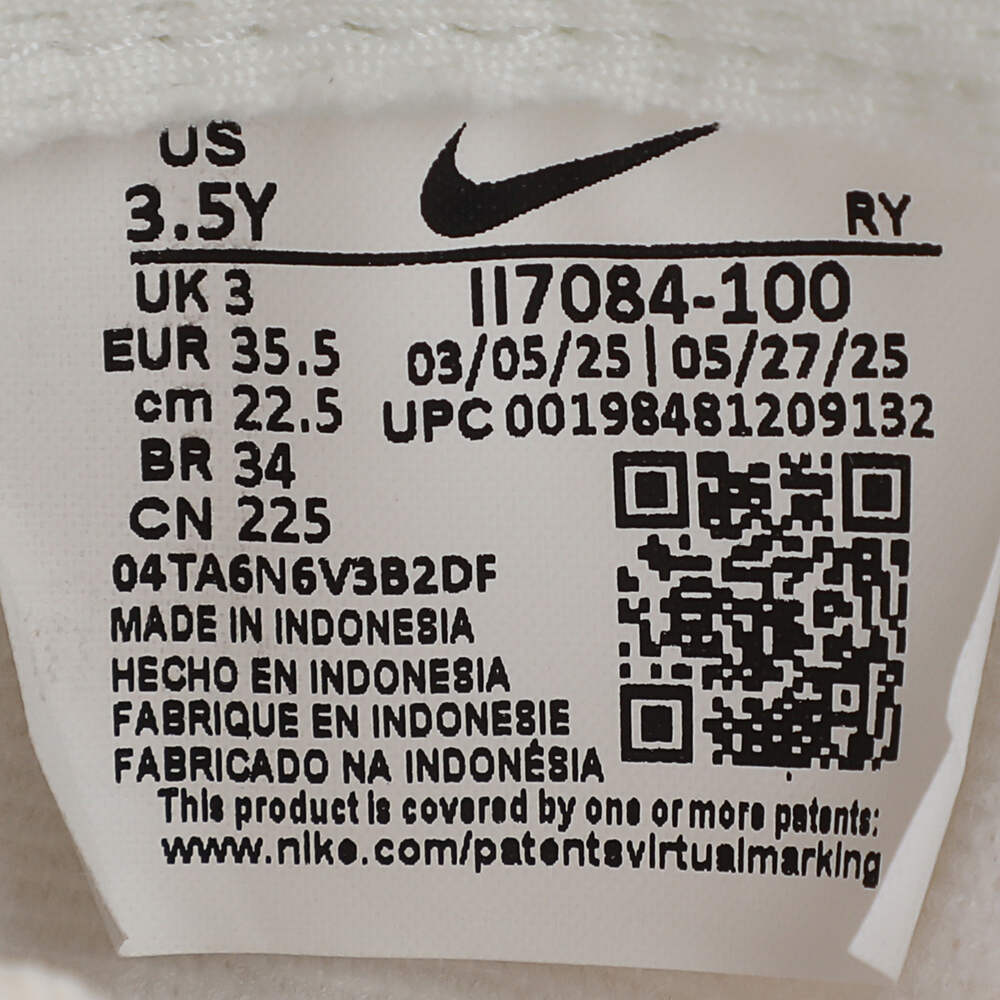 US
3.5Y
RY
UK 3
II7084-100
EUR 35.5
03/05/25 | 05/27/25
cm 22.5
UPC 001984812 09132
BR 34
CN 225
04TA6N6V3B2DF
MADE IN INDONESIA
HECHO EN INDONESIA
FABRIQUE EN INDONESIE
FABRICADO NA INDONÉSIA
This product is covered by one or more patents:
www.nike.com/patentsvirtualmarking